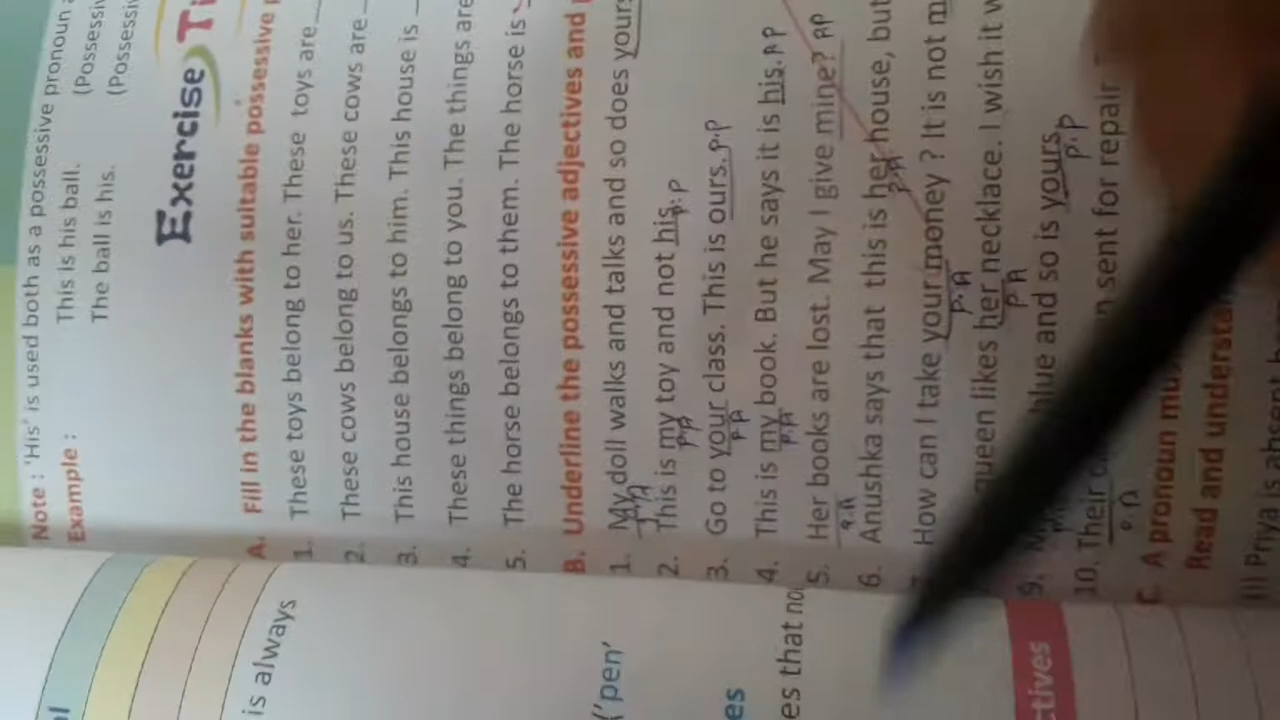 Note : 'His' is used both as a possessive pronoun
Example :
This is his ball. (Possessiv
The ball is his. (Possessi
Exercise Ti
A. Fill in the blanks with suitable possessive
1. These toys belong to her. These toys are
2. These cows belong to us. These cows are
3. This house belongs to him. This house is
4. These things belong to you. The things are
5. The horse belongs to them. The horse is
B. Underline the possessive adjectives and
1. My doll walks and talks and so does yours
P.A
2. This is my toy and not his.
P.A P.P
3. Go to your class. This is ours. P.P
P.A
4. This is my book. But he says it is his. P.P
P.A
5. Her books are lost. May I give mine? P.P
P.A
6. Anushka says that this is her house, but
P.A
How can I take your money ? It is not m
P.A
queen likes her necklace. I wish it w
P.A
9. blue and so is yours.
P.P
10. Their sent for repair
P.A
C. A pronoun mus
Read and understa
Priya is absent
is always
('pen'
es
es that no
ctives